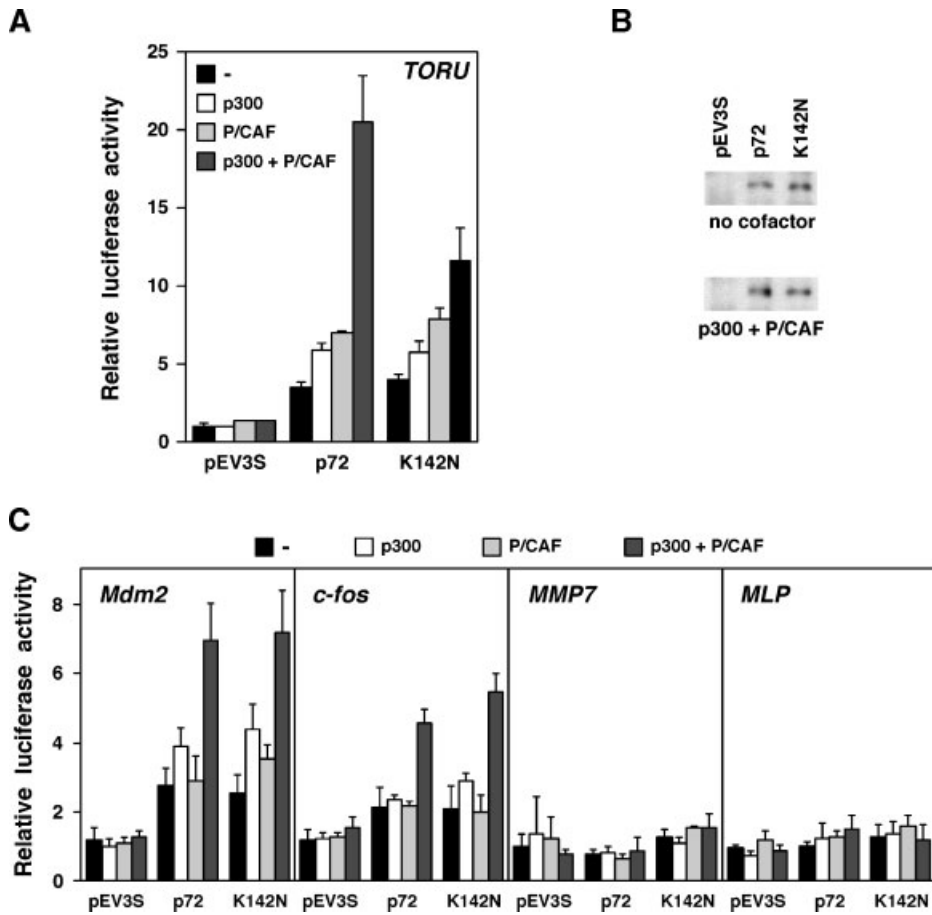 A
Relative luciferase activity
25
20
15
10
5
0
TORU
-
p300
P/CAF
p300 + P/CAF
pEV3S p72 K142N
B
pEV3S p72 K142N
no cofactor
p300 + P/CAF
C
- p300 P/CAF p300 + P/CAF
Relative luciferase activity
8
6
4
2
0
Mdm2 c-fos MMP7 MLP
pEV3S p72 K142N pEV3S p72 K142N pEV3S p72 K142N pEV3S p72 K142N